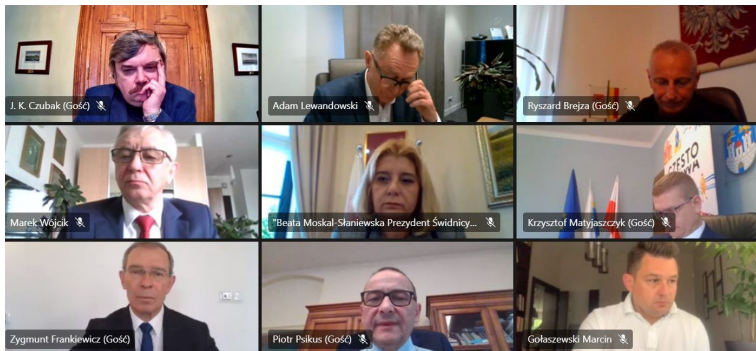 J. K. Czubak (Gość)
Adam Lewandowski
Ryszard Brejza (Gość)
Marek Wójcik
"Beata Moskal-Słaniewska Prezydent Świdnicy...
Krzysztof Matyjaszczyk (Gość)
Zygmunt Frankiewicz (Gość)
Piotr Psikus (Gość)
Gołaszewski Marcin